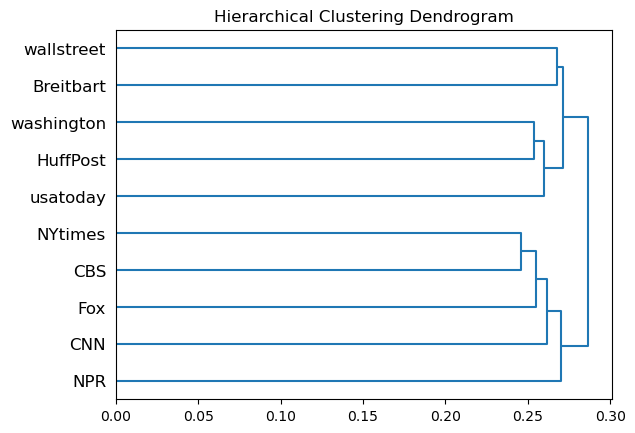 Hierarchical Clustering Dendrogram
wallstreet
Breitbart
washington
HuffPost
usatoday
NYtimes
CBS
Fox
CNN
NPR
0.00 0.05 0.10 0.15 0.20 0.25 0.30